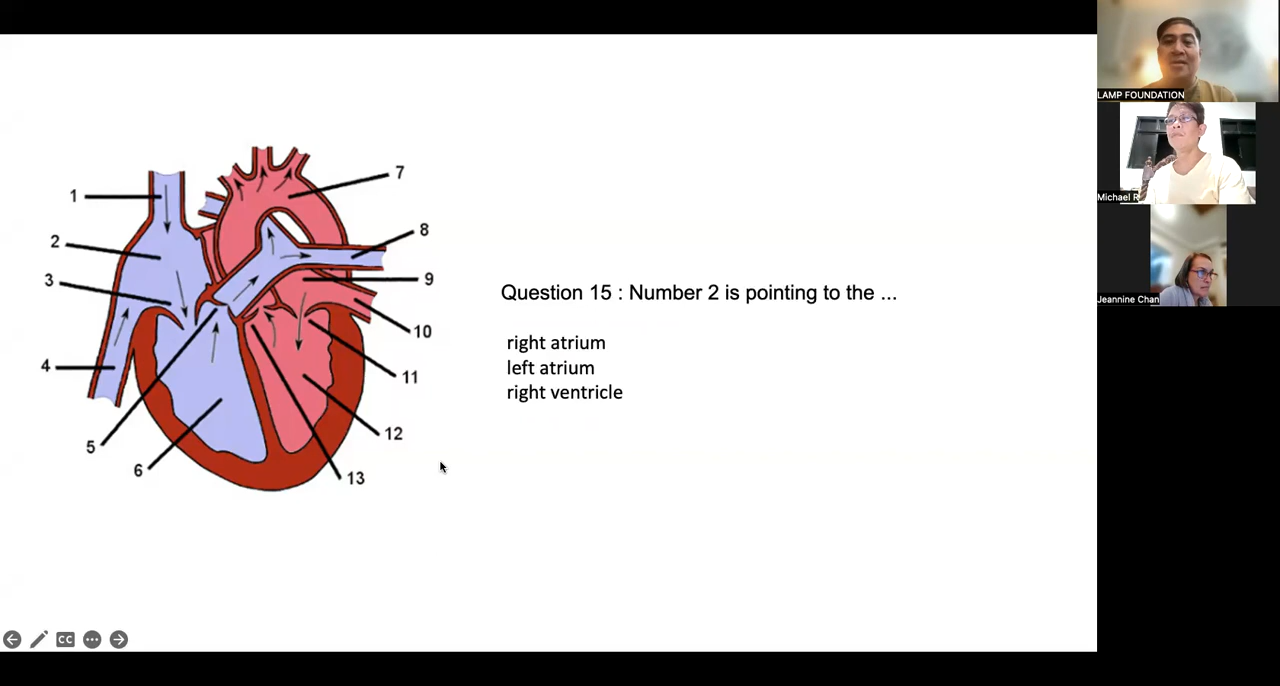 1
2
3
4
5
6
7
8
9
10
11
12
13
Question 15 : Number 2 is pointing to the ...
right atrium
left atrium
right ventricle
CC
LAMP FOUNDATION
Michael R
Jeannine Chan